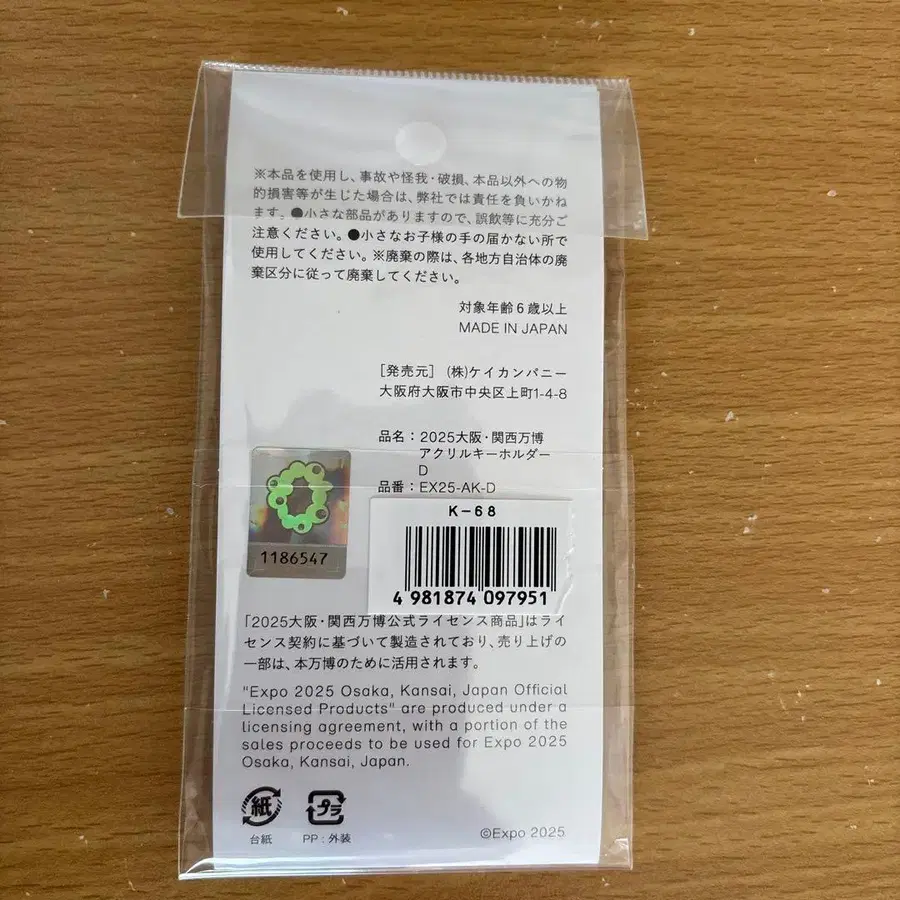 ※本品を使用し、事故や怪我・破損、本品以外への物
的損害等が生じた場合は、弊社では責任を負いかね
ます。●小さな部品がありますので、誤飲等に充分ご
注意ください。●小さなお子様の手の届かない所で
使用してください。※廃棄の際は、各地方自治体の廃
棄区分に従って廃棄してください。
対象年齢6歳以上
MADE IN JAPAN
[発売元] (株)ケイカンパニー
大阪府大阪市中央区上町1-4-8
品名：2025大阪・関西万博
アクリルキーホルダー
D
品番：EX25-AK-D
K-68
4 981874 097951
1186547
「2025大阪・関西万博公式ライセンス商品」はライ
センス契約に基づいて製造されており、売り上げの
一部は、本万博のために活用されます。
"Expo 2025 Osaka, Kansai, Japan Official
Licensed Products" are produced under a
licensing agreement, with a portion of the
sales proceeds to be used for Expo 2025
Osaka, Kansai, Japan.
紙
プラ
台紙
PP : 外装
©Expo 2025